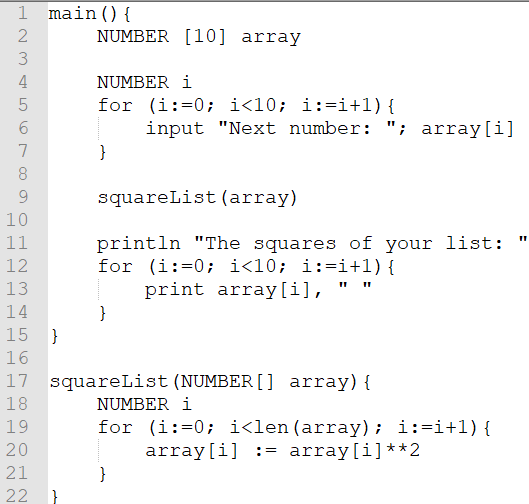 1 main(){
2     NUMBER [10] array
3
4     NUMBER i
5     for (i:=0; i<10; i:=i+1){
6         input "Next number: "; array[i]
7     }
8
9     squareList(array)
10
11     println "The squares of your list: "
12     for (i:=0; i<10; i:=i+1){
13         print array[i], " "
14     }
15 }
16
17 squareList(NUMBER[] array){
18     NUMBER i
19     for (i:=0; i<len(array); i:=i+1){
20         array[i] := array[i]**2
21     }
22 }